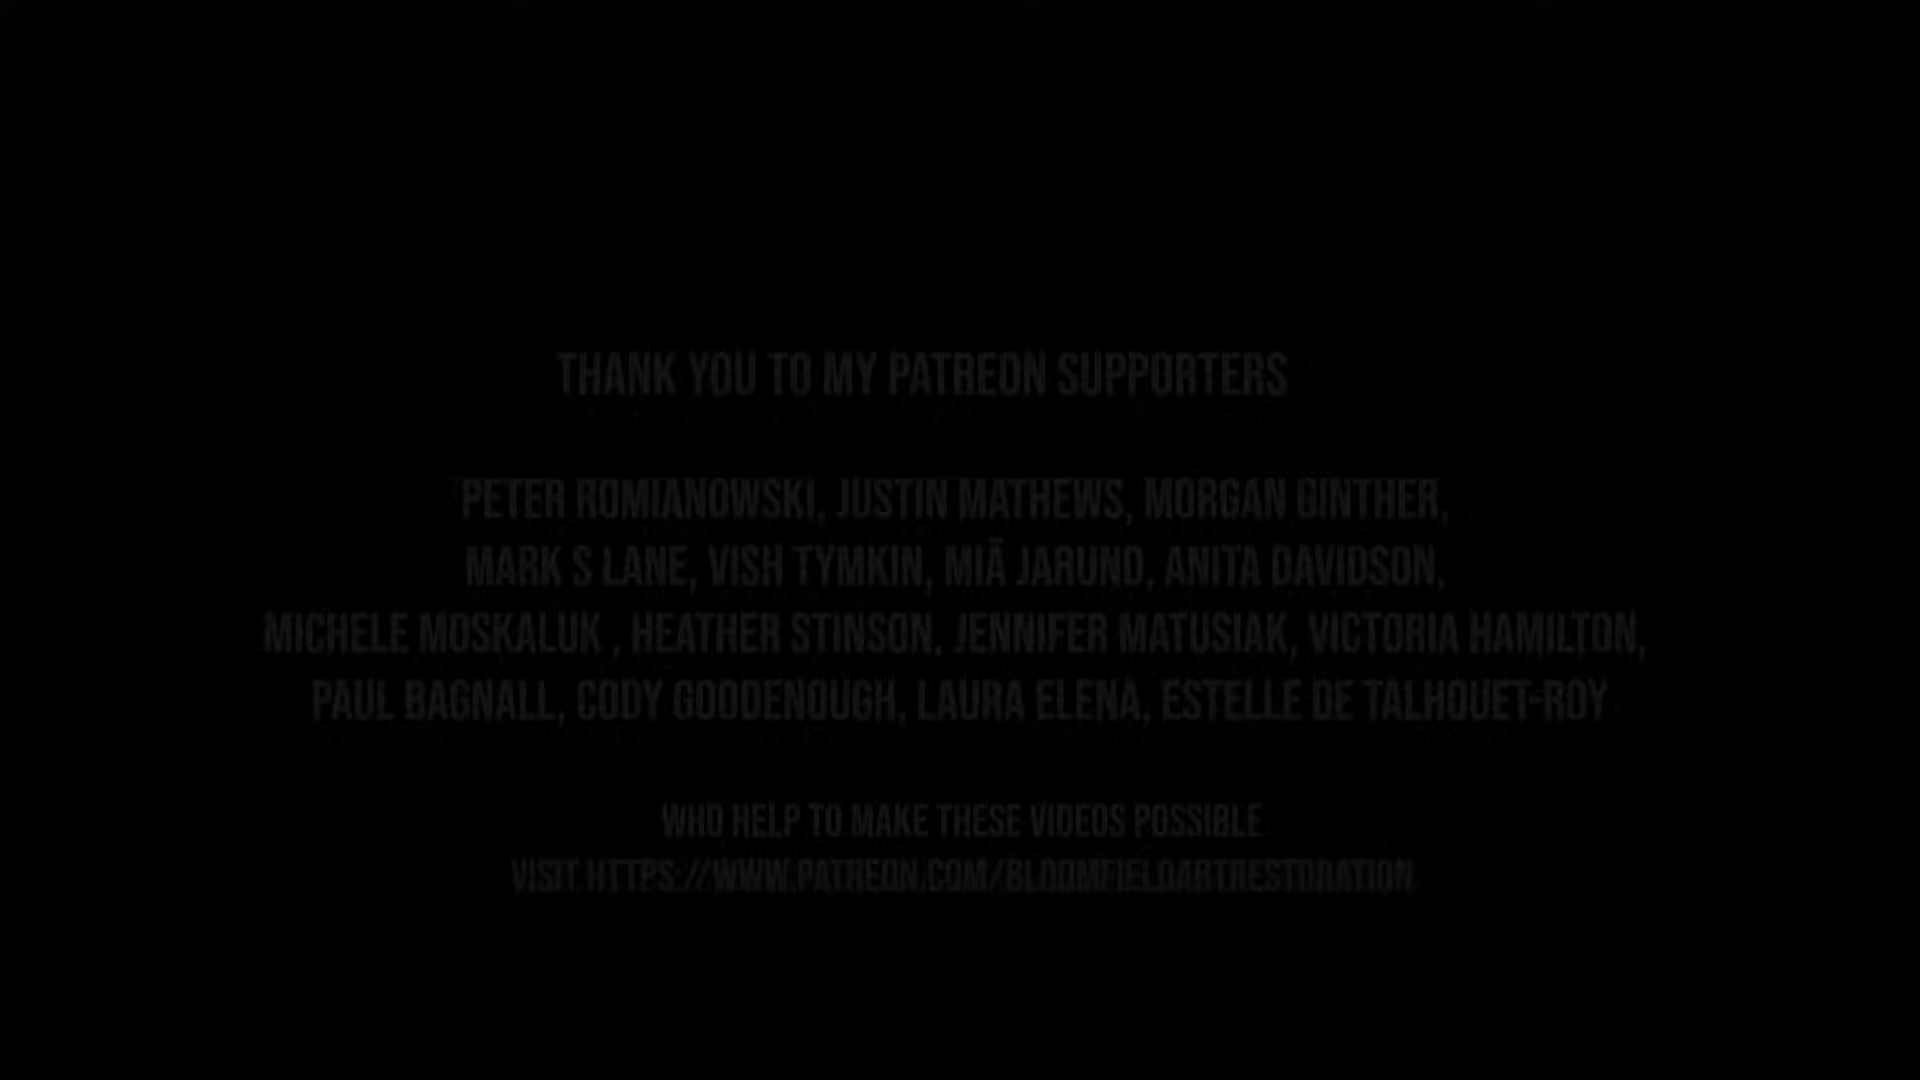 THANK YOU TO MY PATREON SUPPORTERS
PETER ROMIANOWSKI, JUSTIN MATHEWS, MORGAN GINTHER,
MARK S LANE, VISH TYMKIN, MIÄ JARUND, ANITA DAVIDSON,
MICHELE MOSKALUK , HEATHER STINSON, JENNIFER MATUSIAK, VICTORIA HAMILTON,
PAUL BAGNALL, CODY GOODENOUGH, LAURA ELENA, ESTELLE DE TALHOUET-ROY
WHO HELP TO MAKE THESE VIDEOS POSSIBLE
VISIT HTTPS://WWW.PATREON.COM/BLOOMFIELDARTRESTORATION